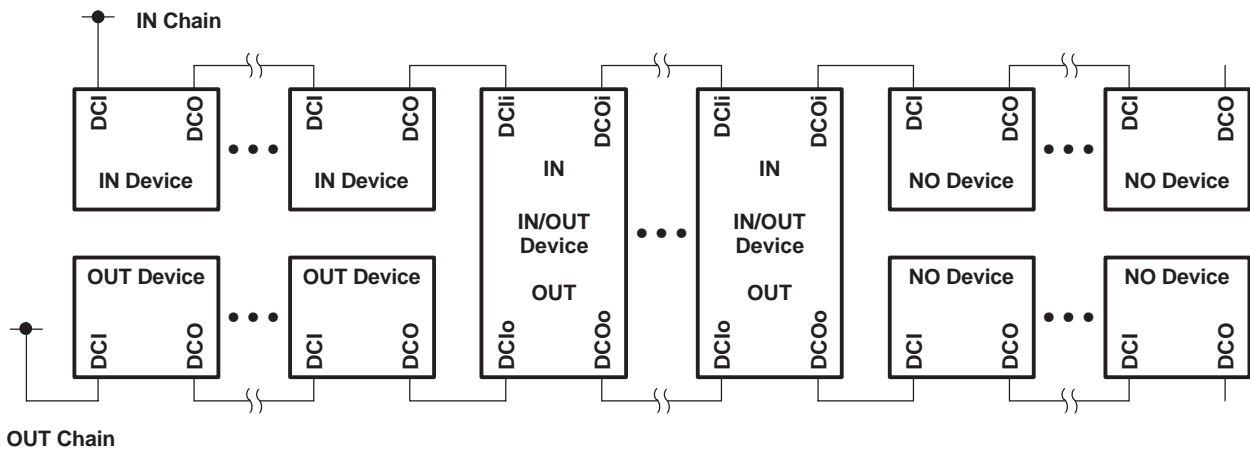 IN Chain
DCI DCO DCI DCO DCIi DCOi DCIi DCOi DCI DCO DCI DCO
IN Device IN Device IN IN NO Device NO Device
IN/OUT
Device
IN/OUT
Device
OUT Device OUT Device OUT OUT NO Device NO Device
DCI DCO DCI DCO DCIo DCOo DCIo DCOo DCI DCO DCI DCO
OUT Chain